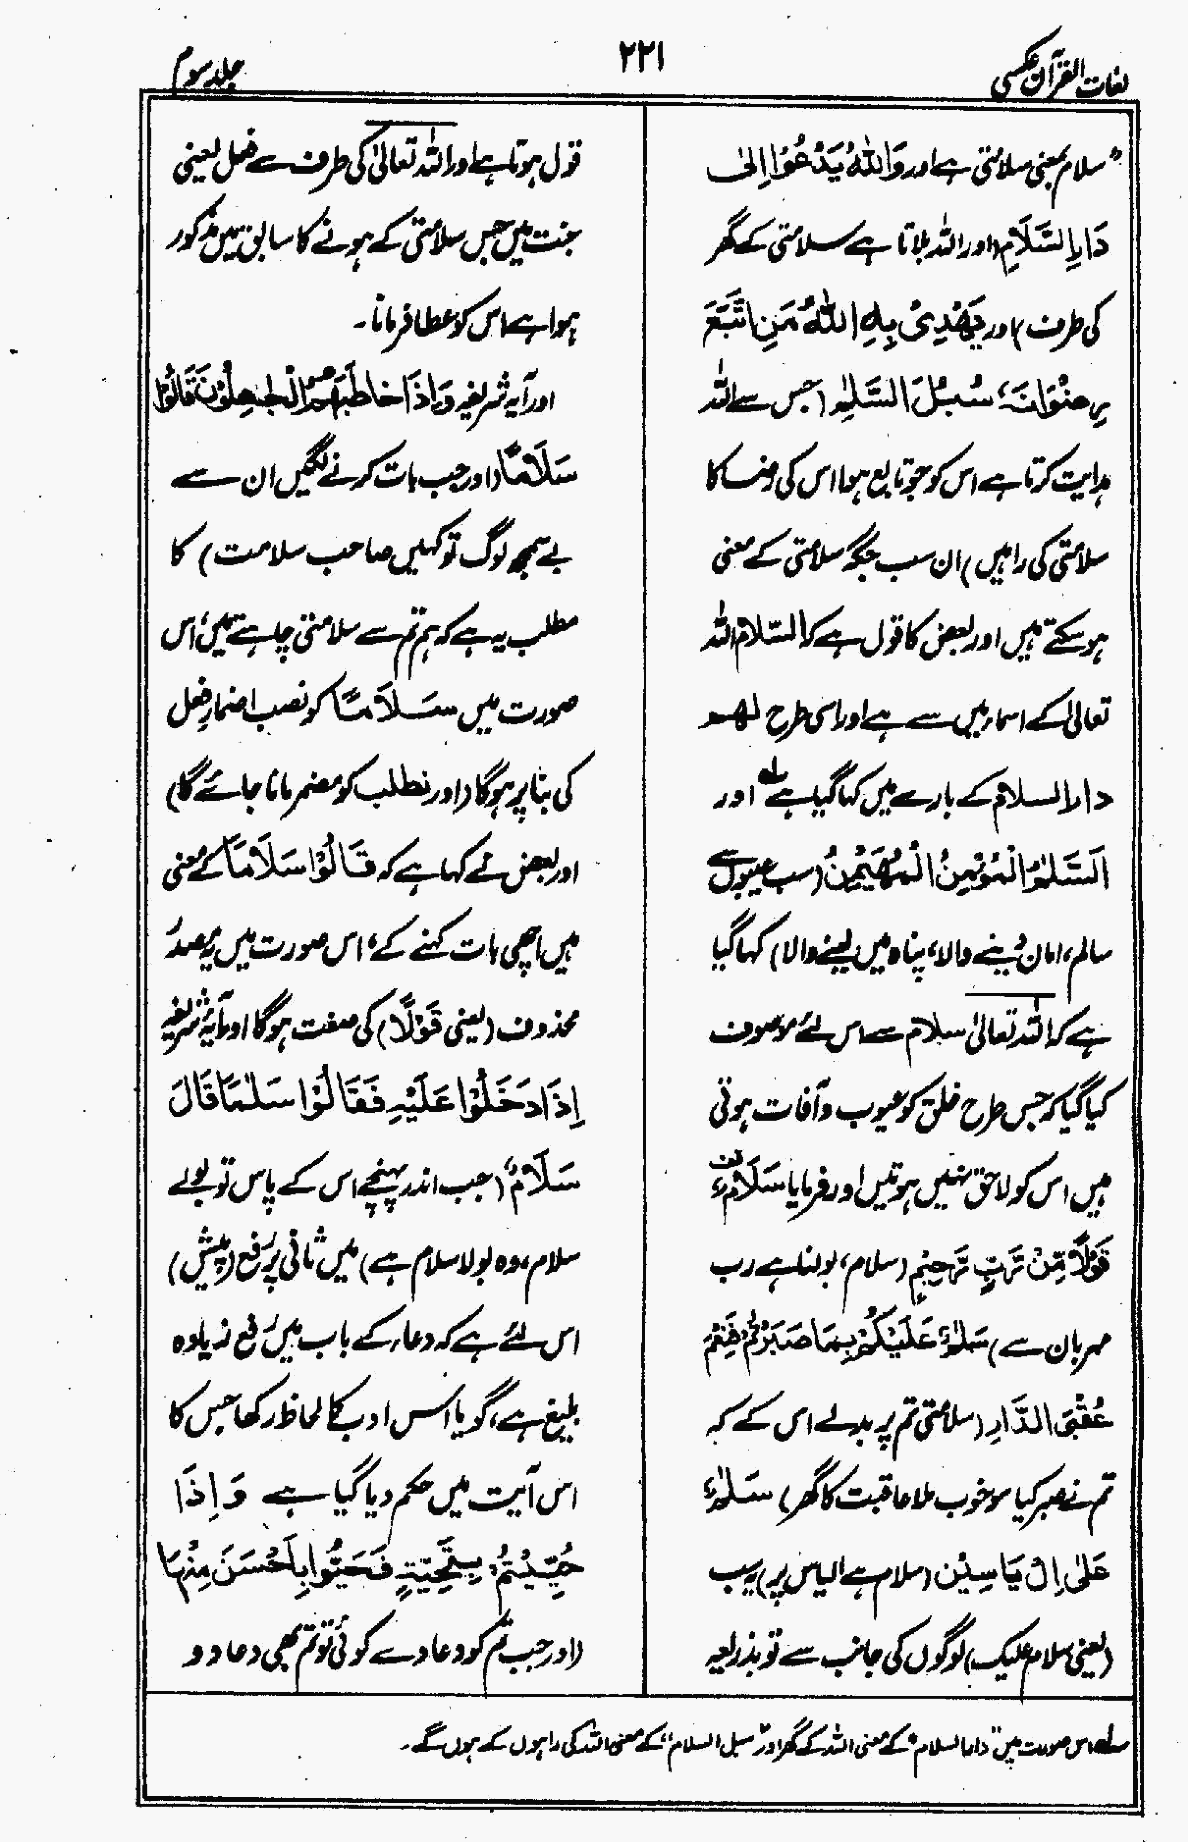 لغات القرآن عکسی
۲۲۱
جلد سوم
سلام بمعنی سلامتی ہے اور وَاللهُ يَدْعُوْا اِلٰى
دَارِ السَّلَامِ (اور اللہ بلاتا ہے سلامتی کے گھر
کی طرف) اور يَهْدِیْ بِهِ اللهُ مَنِ اتَّبَعَ
رِضْوَانَهٗ سُبُلَ السَّلٰمِ (جس سے اللہ
ہدایت کرتا ہے اس کو جو تابع ہوا اس کی رضا کا
سلامتی کی راہیں) ان سب جگہ سلامتی کے معنی
ہو سکتے ہیں اور بعض کا قول ہے کہ السّلام اللہ
تعالیٰ کے اسماء میں سے ہے اور اسی طرح لهم
دار السلام کے بارے میں کہا گیا ہے لہ اور
اَلسَّلٰمُ الْمُؤْمِنُ الْمُهَيْمِنُ (سب عیبوں سے
سالم، امان دینے والا، پناہ میں لینے والا) کہا گیا
ہے کہ اللہ تعالیٰ سلام سے اس لئے موصوف
کیا گیا کہ جس طرح خلق کو عیوب و آفات ہوتی
ہیں اس کو لاحق نہیں ہوتیں اور فرمایا سَلَامٌ
قَوْلًا مِّنْ رَّبٍّ رَّحِيْمٍ (سلام، بولنا ہے رب
مہربان سے) سَلٰمٌ عَلَيْكُمْ بِمَا صَبَرْتُمْ فَنِعْمَ
عُقْبَى الدَّارِ (سلامتی تم پر بدلے اس کے کہ
تم نے صبر کیا سو خوب ملا عاقبت کا گھر) سَلٰمٌ
عَلٰى اِلْ يَاسِيْن (سلام ہے الیاس پر) یہ سب
(یعنی سلام علیک) لوگوں کی جانب سے تو بذریعہ
قول ہوتا ہے اور اللہ تعالیٰ کی طرف سے فعل یعنی
جنت میں جس سلامتی کے ہونے کا سابق میں مذکور
ہوا ہے اس کو عطا فرمانا۔
اور آیہ شریفہ وَاِذَا خَاطَبَهُمُ الْجٰهِلُوْنَ قَالُوْا
سَلَامًا (اور جب بات کرنے لگیں ان سے
بے سمجھ لوگ تو کہیں صاحب سلامت) کا
مطلب یہ ہے کہ ہم تم سے سلامتی چاہتے ہیں، اس
صورت میں سَلَامًا کو نصب اضمارِ فعل
کی بنا پر ہوگا (اور نطلب کو مضمر مانا جائے گا)
اور بعض نے کہا ہے کہ قَالُوْا سَلَامًا کے معنی
ہیں اچھی بات کہنے کے، اس صورت میں یہ مصدر
محذوف (یعنی قَوْلًا) کی صفت ہوگا اور آیہ شریفہ
اِذْ دَخَلُوْا عَلَيْهِ فَقَالُوْا سَلٰمًا قَالَ
سَلَامٌ (جب اندر پہنچے اس کے پاس تو بولے
سلام، وہ بولا سلام ہے) میں ثانی پر رفع (پیش)
اس لئے ہے کہ دعاء کے باب میں رفع زیادہ
بلیغ ہے، گویا اس ادب کا لحاظ رکھا جس کا
اس آیت میں حکم دیا گیا ہے وَاِذَا
حُيِّيْتُمْ بِتَحِيَّةٍ فَحَيُّوْا بِاَحْسَنَ مِنْهَا
(اور جب تم کو دعا دے کوئی تو تم بھی دعا دو
لہ اس صورت میں "دار السلام" کے معنی اللہ کے گھر اور "سبل السلام" کے معنی اللہ کی راہوں کے ہوں گے۔